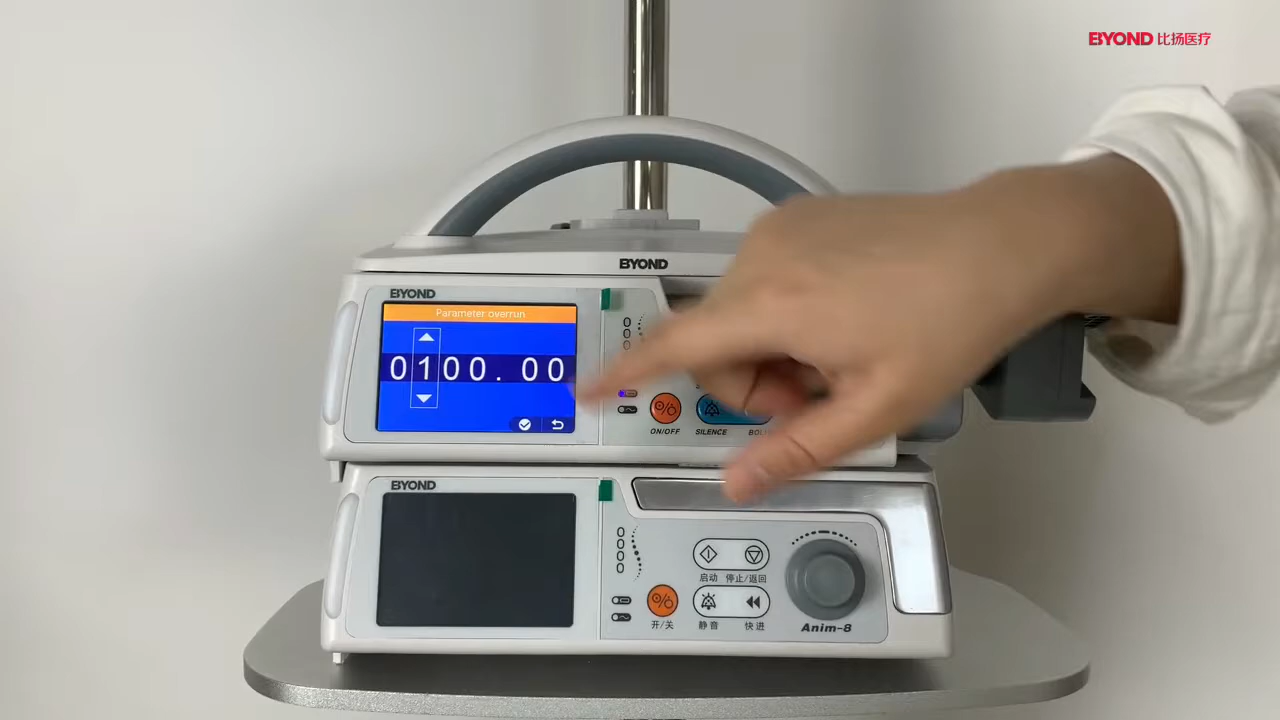 BYOND 比扬医疗
BYOND
BYOND
Parameter overrun
0100.00
ON/OFF
SILENCE
BYOND
启动
停止/返回
开/关
静音
快进
Anim-8